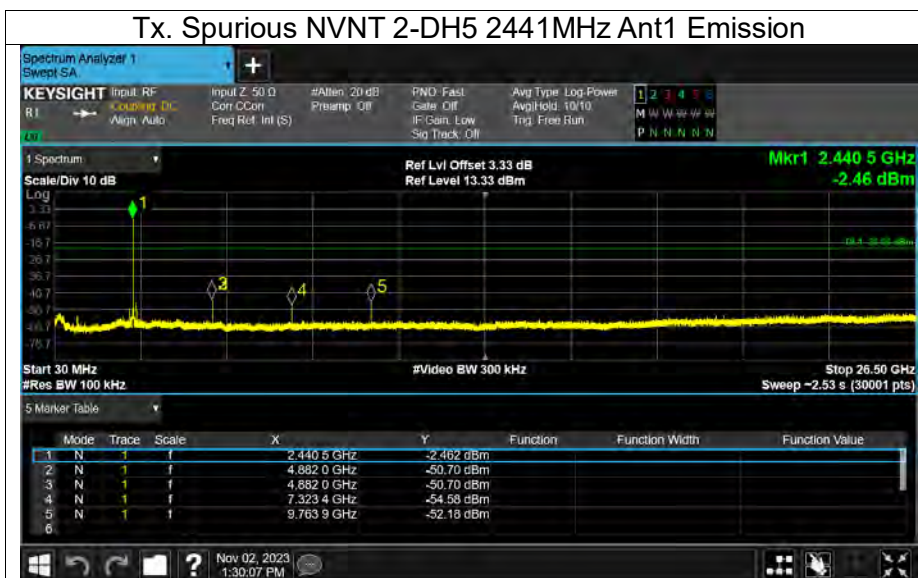 Tx. Spurious NVNT 2-DH5 2441MHz Ant1 Emission
Spectrum Analyzer 1
Swept SA
+
KEYSIGHT Input: RF Input Z: 50 Ω #Atten: 20 dB PNO: Fast Avg Type: Log-Power 1 2 3 4 5 6
R1 Coupling: DC Corr CCorr Preamp: Off Gate: Off Avg|Hold: 10/10 M W W W W W
Align: Auto Freq Ref: Int (S) IF Gain: Low Trig: Free Run
Sig Track: Off P N N N N N
1 Spectrum Ref Lvl Offset 3.33 dB Mkr1 2.440 5 GHz
Scale/Div 10 dB Ref Level 13.33 dBm -2.46 dBm
Log
3.33
-6.67
-16.7
-26.7
-36.7
-46.7
-76.7
1
3
4
5
Start 30 MHz #Video BW 300 kHz Stop 26.50 GHz
#Res BW 100 kHz Sweep ~2.53 s (30001 pts)
5 Marker Table
Mode Trace Scale X Y Function Function Width Function Value
1 N 1 f 2.440 5 GHz -2.462 dBm
2 N 1 f 4.882 0 GHz -50.70 dBm
3 N 1 f 4.882 0 GHz -50.70 dBm
4 N 1 f 7.323 4 GHz -54.58 dBm
5 N 1 f 9.763 9 GHz -52.18 dBm
6
? Nov 02, 2023
1:30:07 PM